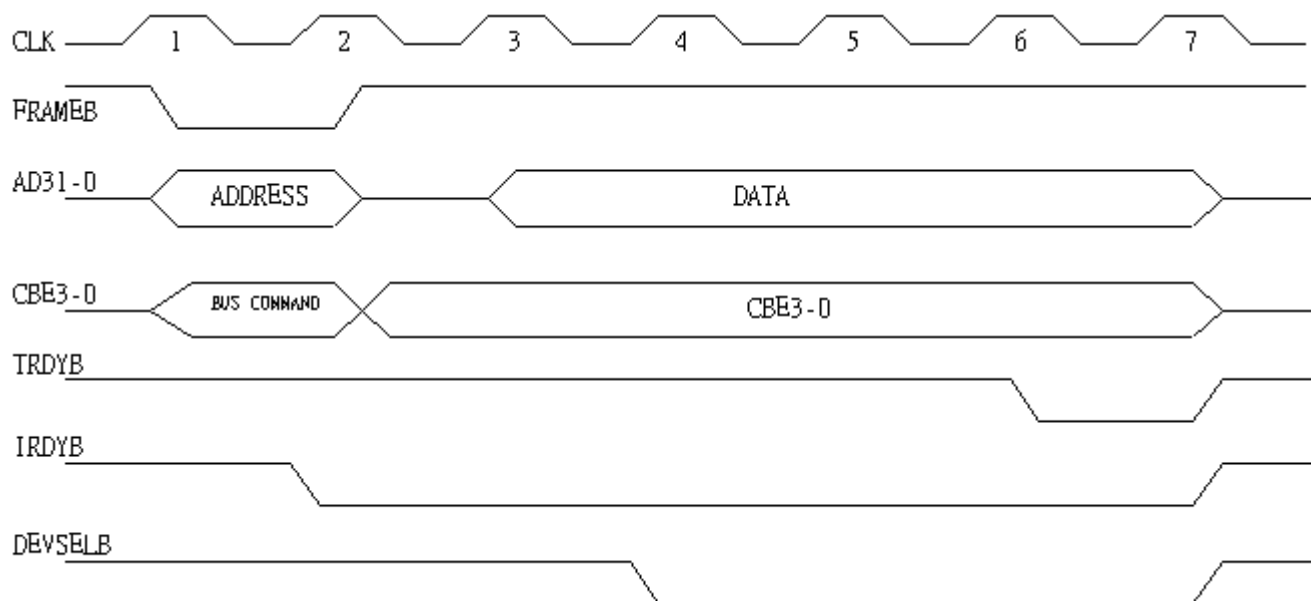 CLK 1 2 3 4 5 6 7
FRAMEB
AD31-0 ADDRESS DATA
CBE3-0 BUS COMMAND CBE3-0
TRDYB
IRDYB
DEVSELB